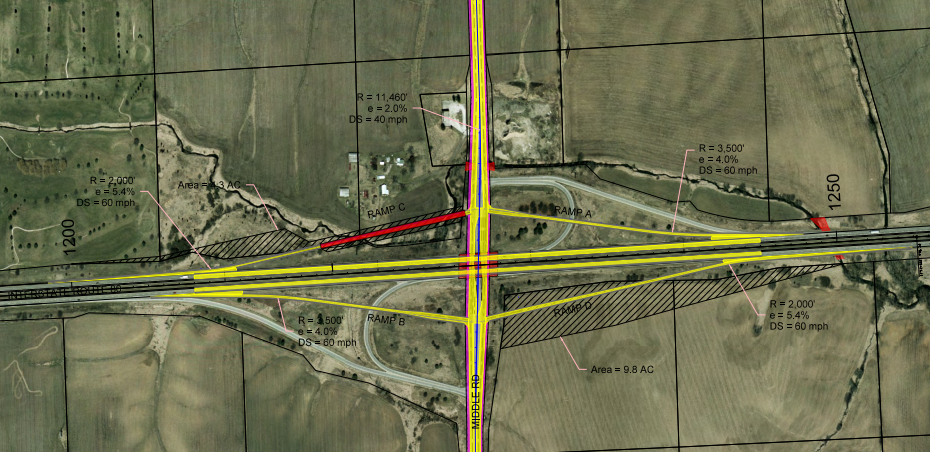 R = 11,460'
e = 2.0%
DS = 40 mph
R = 3,500'
e = 4.0%
DS = 60 mph
R = 2,000'
e = 5.4%
DS = 60 mph
1200
1250
RAMP C
RAMP A
RAMP B
RAMP D
e = 4.0%
DS = 60 mph
R = 2,000'
e = 5.4%
DS = 60 mph
Area = 9.8 AC
MIDDLE RD